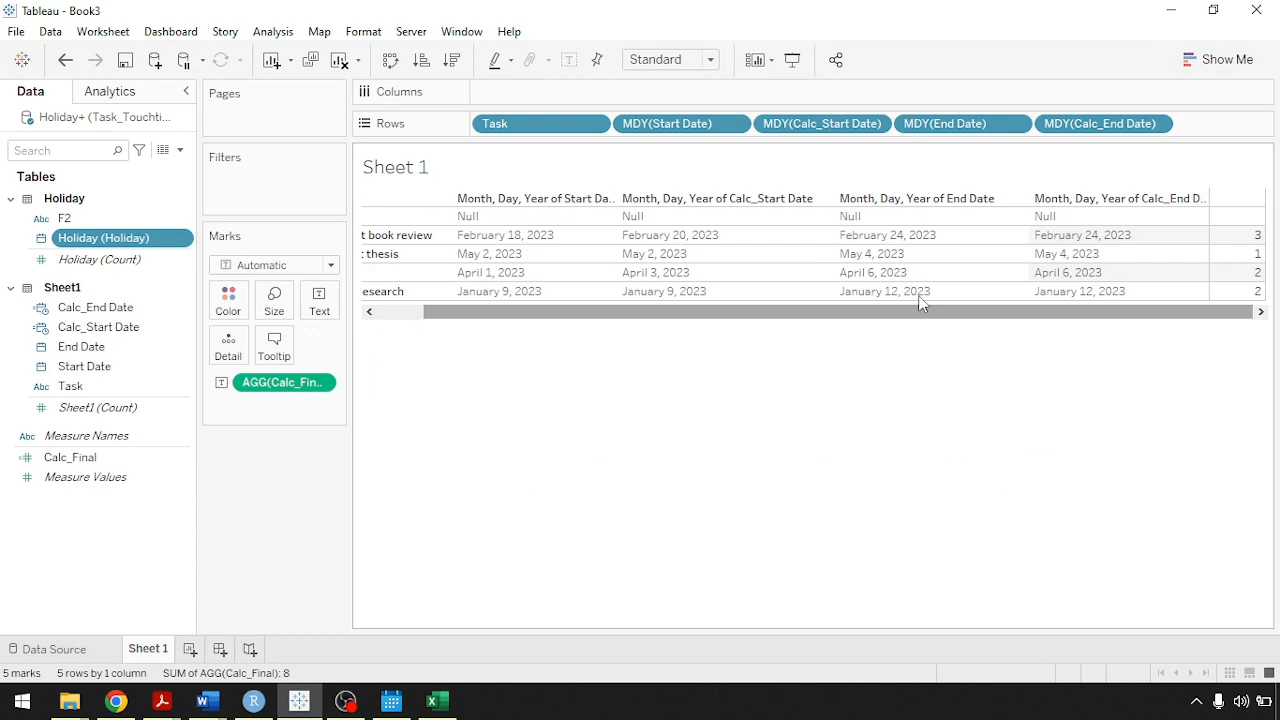 Tableau - Book3
File Data Worksheet Dashboard Story Analysis Map Format Server Window Help
Standard
Show Me
Data Analytics
Holiday+ (Task_Touchti...
Search
Tables
Holiday
Abc F2
Holiday (Holiday)
# Holiday (Count)
Sheet1
Calc_End Date
Calc_Start Date
End Date
Start Date
Abc Task
# Sheet1 (Count)
Abc Measure Names
Calc_Final
# Measure Values
Pages
Filters
Marks
T Automatic
Color Size Text
Detail Tooltip
AGG(Calc_Fin..
Columns
Rows Task MDY(Start Date) MDY(Calc_Start Date) MDY(End Date) MDY(Calc_End Date)
Sheet 1
Month, Day, Year of Start Da.. Month, Day, Year of Calc_Start Date Month, Day, Year of End Date Month, Day, Year of Calc_End D..
Null Null Null Null
t book review February 18, 2023 February 20, 2023 February 24, 2023 February 24, 2023 3
: thesis May 2, 2023 May 2, 2023 May 4, 2023 May 4, 2023 1
April 1, 2023 April 3, 2023 April 6, 2023 April 6, 2023 2
esearch January 9, 2023 January 9, 2023 January 12, 2023 January 12, 2023 2
Data Source Sheet 1
5 marks 5 rows by 1 column SUM of AGG(Calc_Final): 8